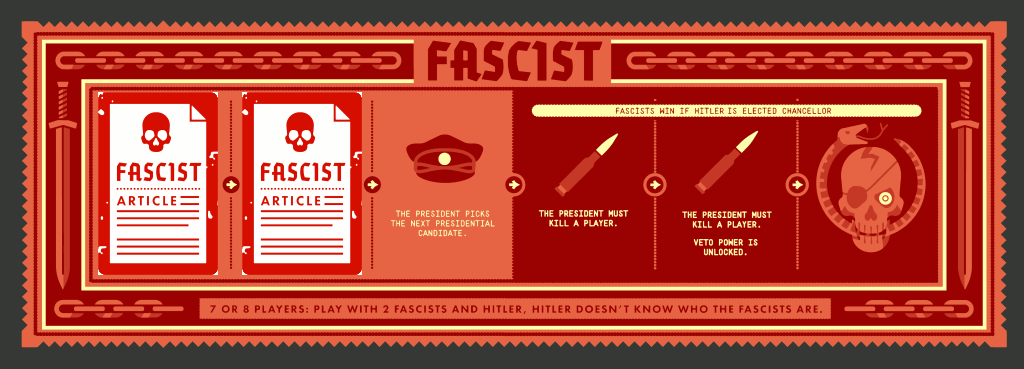 FASCIST
FASCISTS WIN IF HITLER IS ELECTED CHANCELLOR
FASCIST
ARTICLE
FASCIST
ARTICLE
THE PRESIDENT PICKS
THE NEXT PRESIDENTIAL
CANDIDATE.
THE PRESIDENT MUST
KILL A PLAYER.
THE PRESIDENT MUST
KILL A PLAYER.
VETO POWER IS
UNLOCKED.
7 OR 8 PLAYERS: PLAY WITH 2 FASCISTS AND HITLER, HITLER DOESN'T KNOW WHO THE FASCISTS ARE.